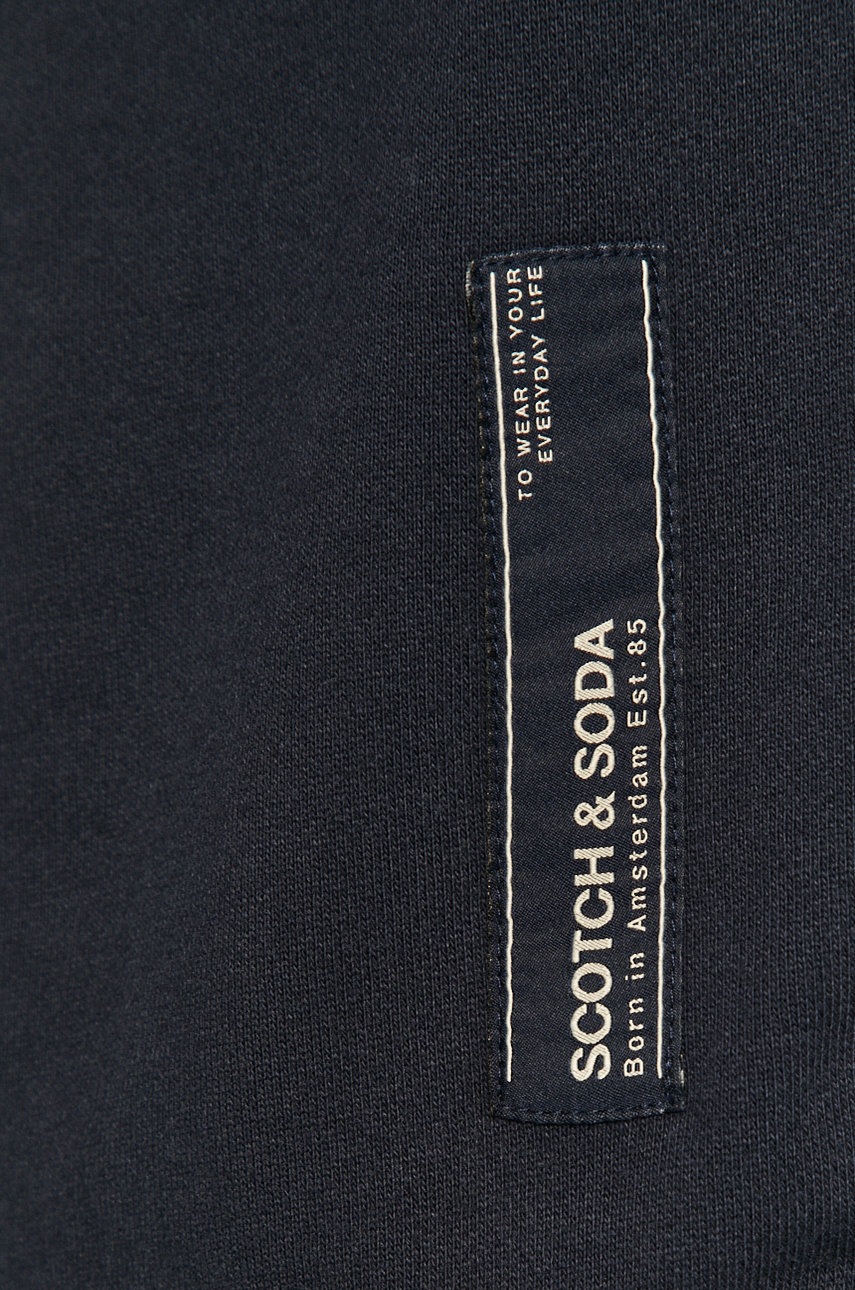 TO WEAR IN YOUR
EVERYDAY LIFE
SCOTCH & SODA
Born in Amsterdam Est.85